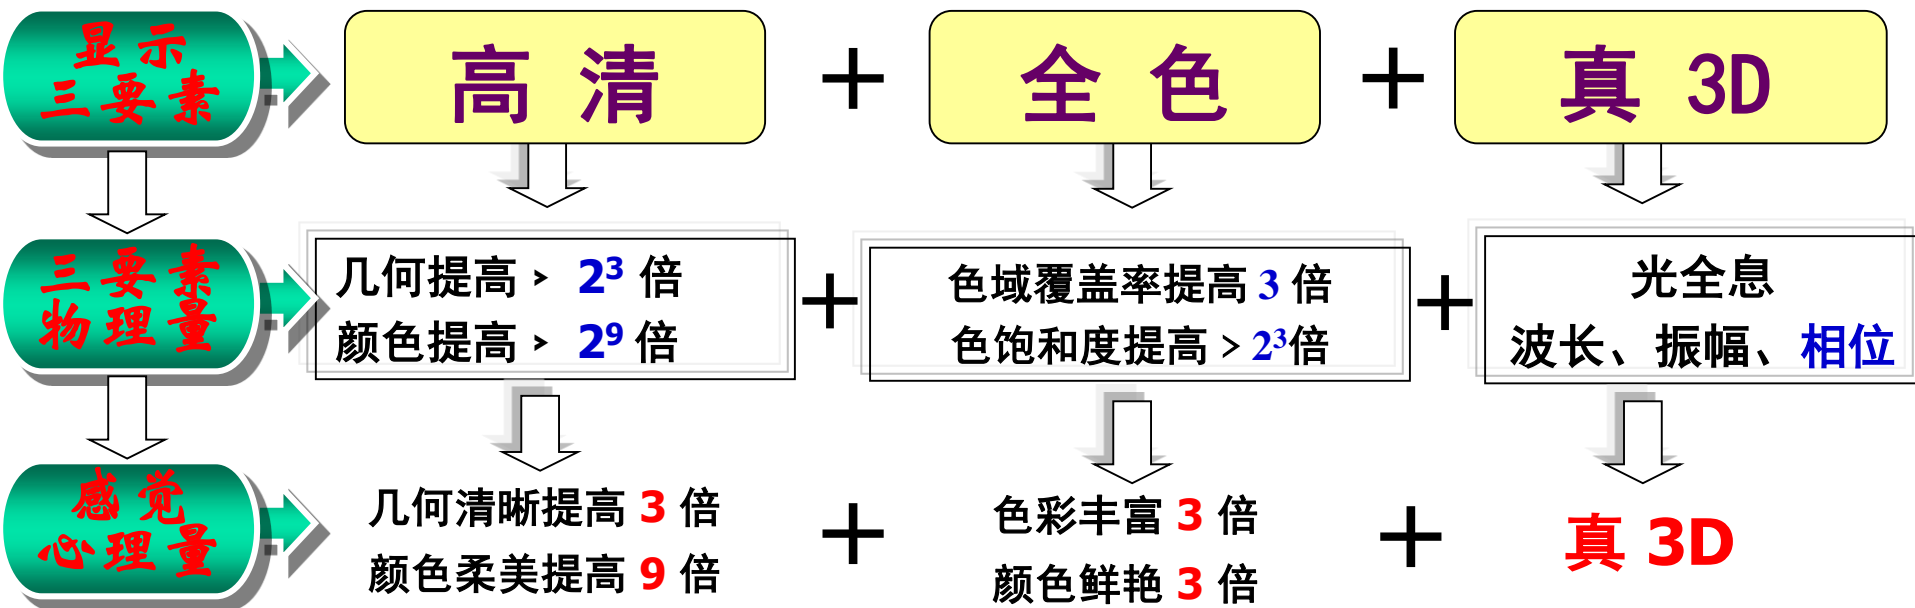 显示
三要素
高清 + 全色 + 真 3D
三要素
物理量
几何提高 > 2³ 倍
颜色提高 > 2⁹ 倍
+
色域覆盖率提高 3 倍
色饱和度提高 > 2³倍
+
光全息
波长、振幅、相位
感觉
心理量
几何清晰提高 3 倍
颜色柔美提高 9 倍
+
色彩丰富 3 倍
颜色鲜艳 3 倍
+
真 3D